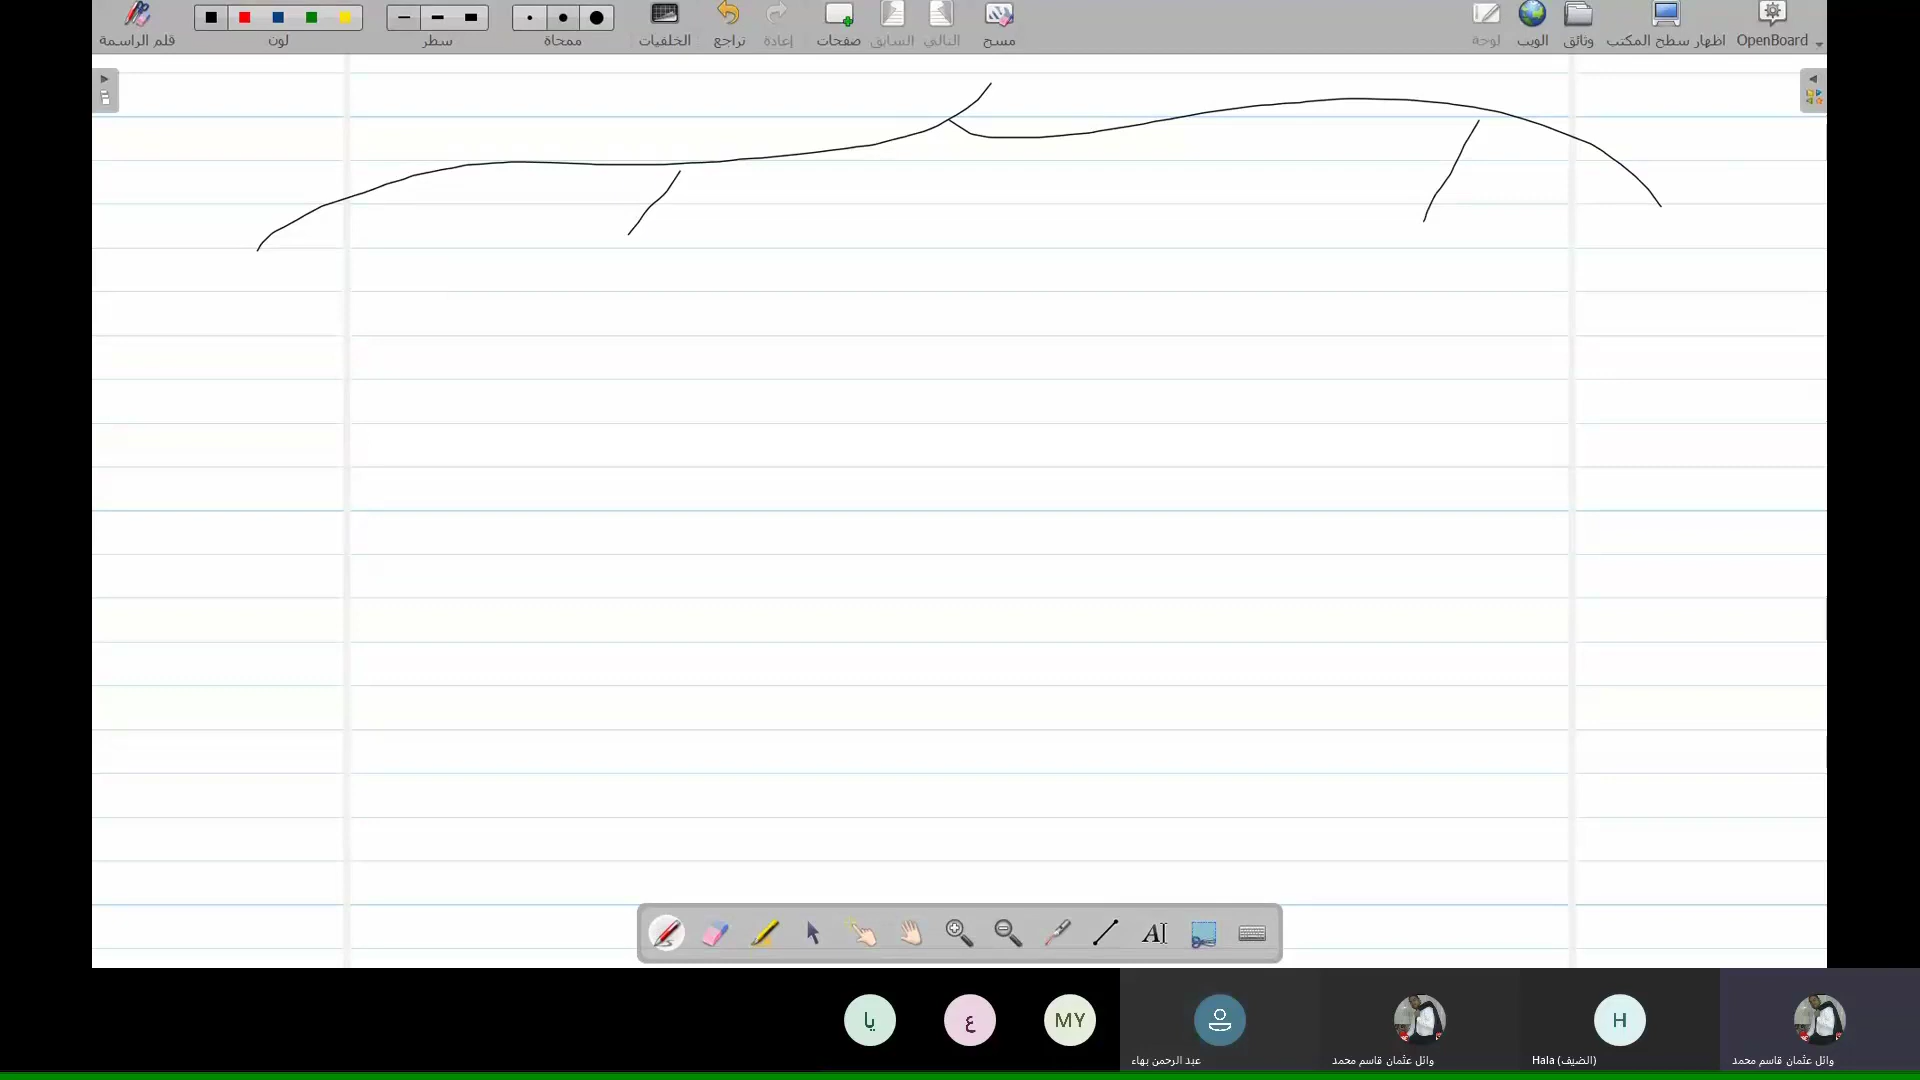 قلم الراسمة لون سطر ممحاة الخلفيات تراجع إعادة صفحات السابق التالي مسح لوحة الويب وثائق اظهار سطح المكتب OpenBoard
AI
يا ع MY H
عبد الرحمن بهاء وائل عثمان قاسم محمد Hala (الضيف) وائل عثمان قاسم محمد